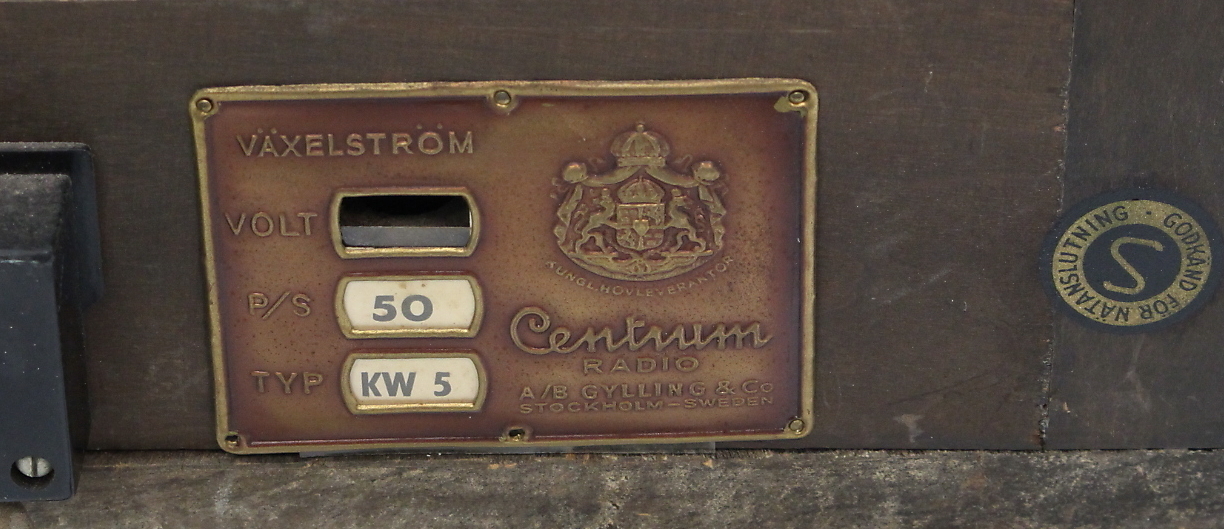 VÄXELSTRÖM
VOLT
P/S 50
TYP KW 5
KUNGL. HOVLEVERANTÖR
Centrum
RADIO
A/B GYLLING & Co
STOCKHOLM–SWEDEN
GODKÄND FÖR NÄTANSLUTNING
S